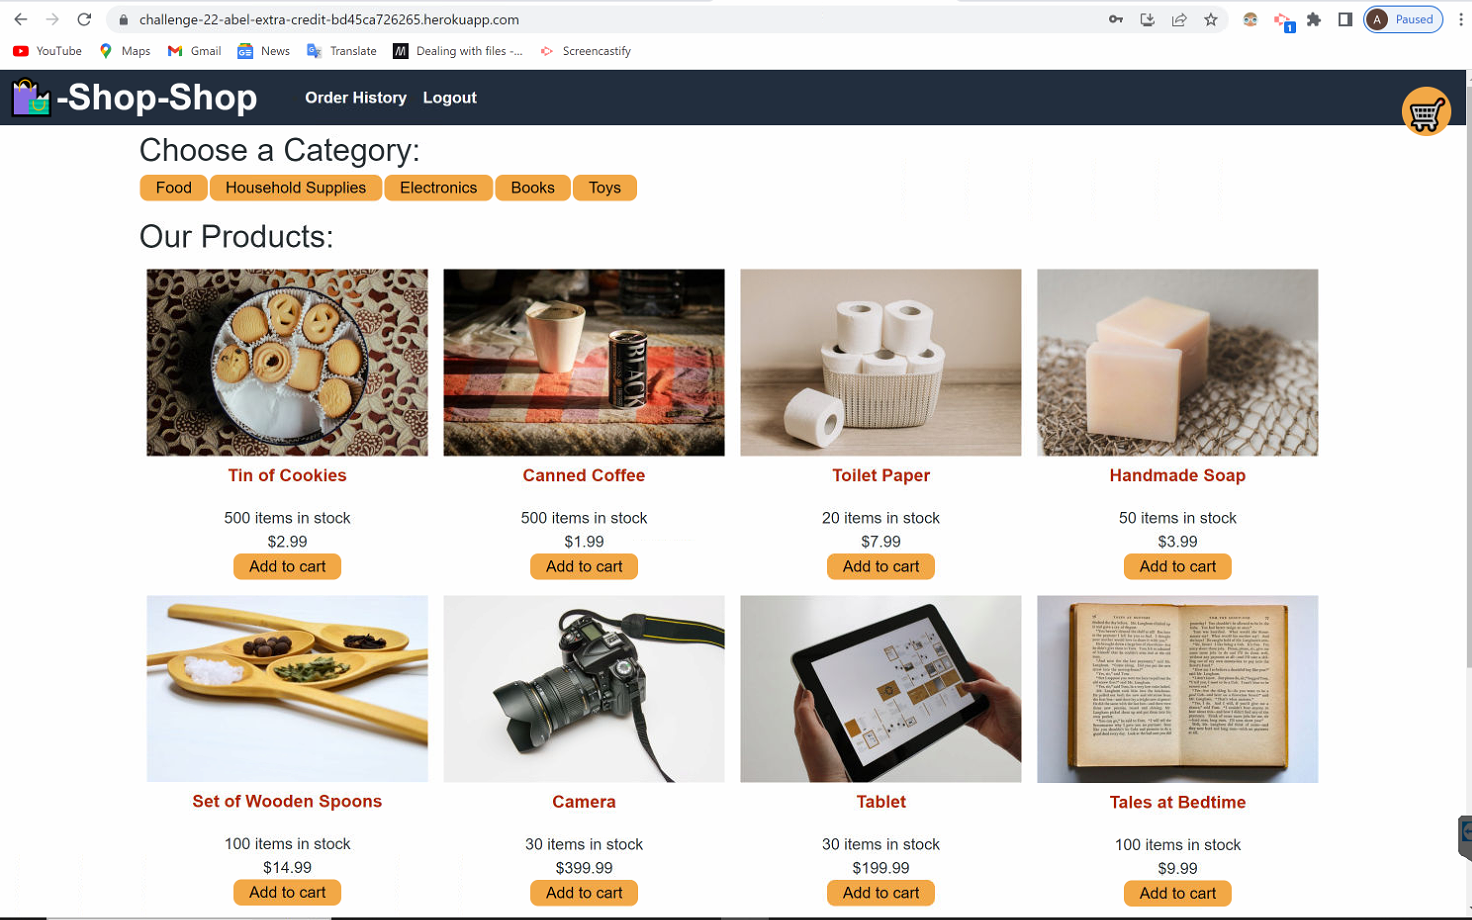 challenge-22-abel-extra-credit-bd45ca726265.herokuapp.com
1
A Paused
YouTube Maps Gmail News Translate Dealing with files -... Screencastify
-Shop-Shop Order History Logout
Choose a Category:
Food Household Supplies Electronics Books Toys
Our Products:
BLACK
Tin of Cookies Canned Coffee Toilet Paper Handmade Soap
500 items in stock 500 items in stock 20 items in stock 50 items in stock
$2.99 $1.99 $7.99 $3.99
Add to cart Add to cart Add to cart Add to cart
Set of Wooden Spoons Camera Tablet Tales at Bedtime
100 items in stock 30 items in stock 30 items in stock 100 items in stock
$14.99 $399.99 $199.99 $9.99
Add to cart Add to cart Add to cart Add to cart